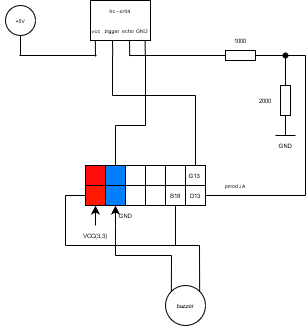 +5V
hc - sr04
vcc trigger echo GND
1000
2000
GND
G13
B18 D13
pmod JA
GND
VCC(3,3)
buzzer